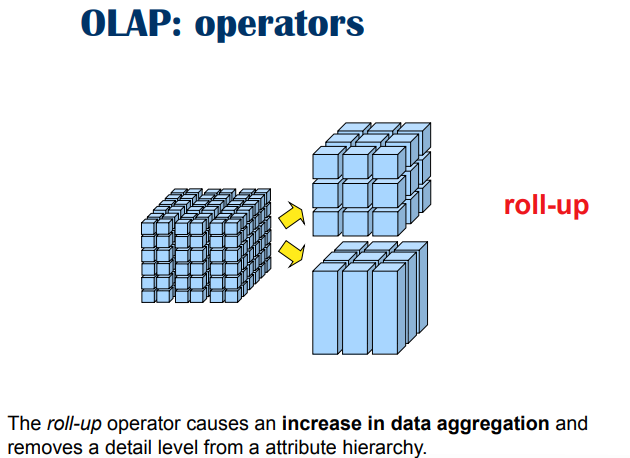 OLAP: operators
roll-up
The roll-up operator causes an increase in data aggregation and
removes a detail level from a attribute hierarchy.